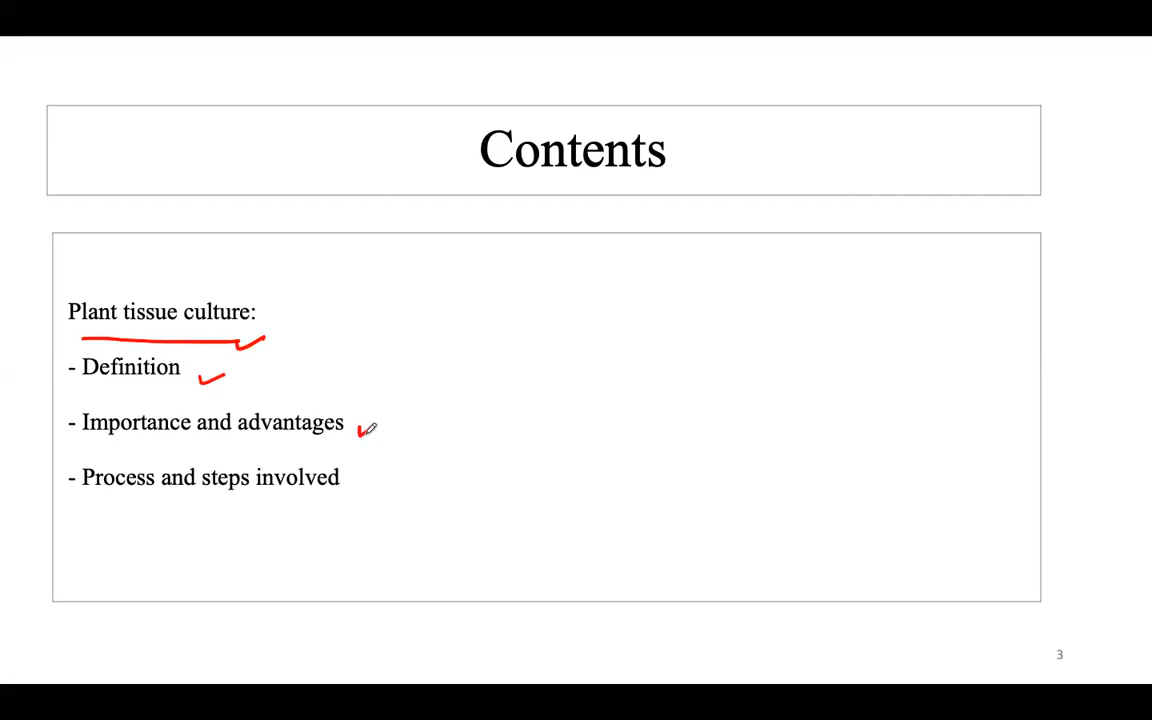 Contents
Plant tissue culture:
- Definition
- Importance and advantages
- Process and steps involved
3